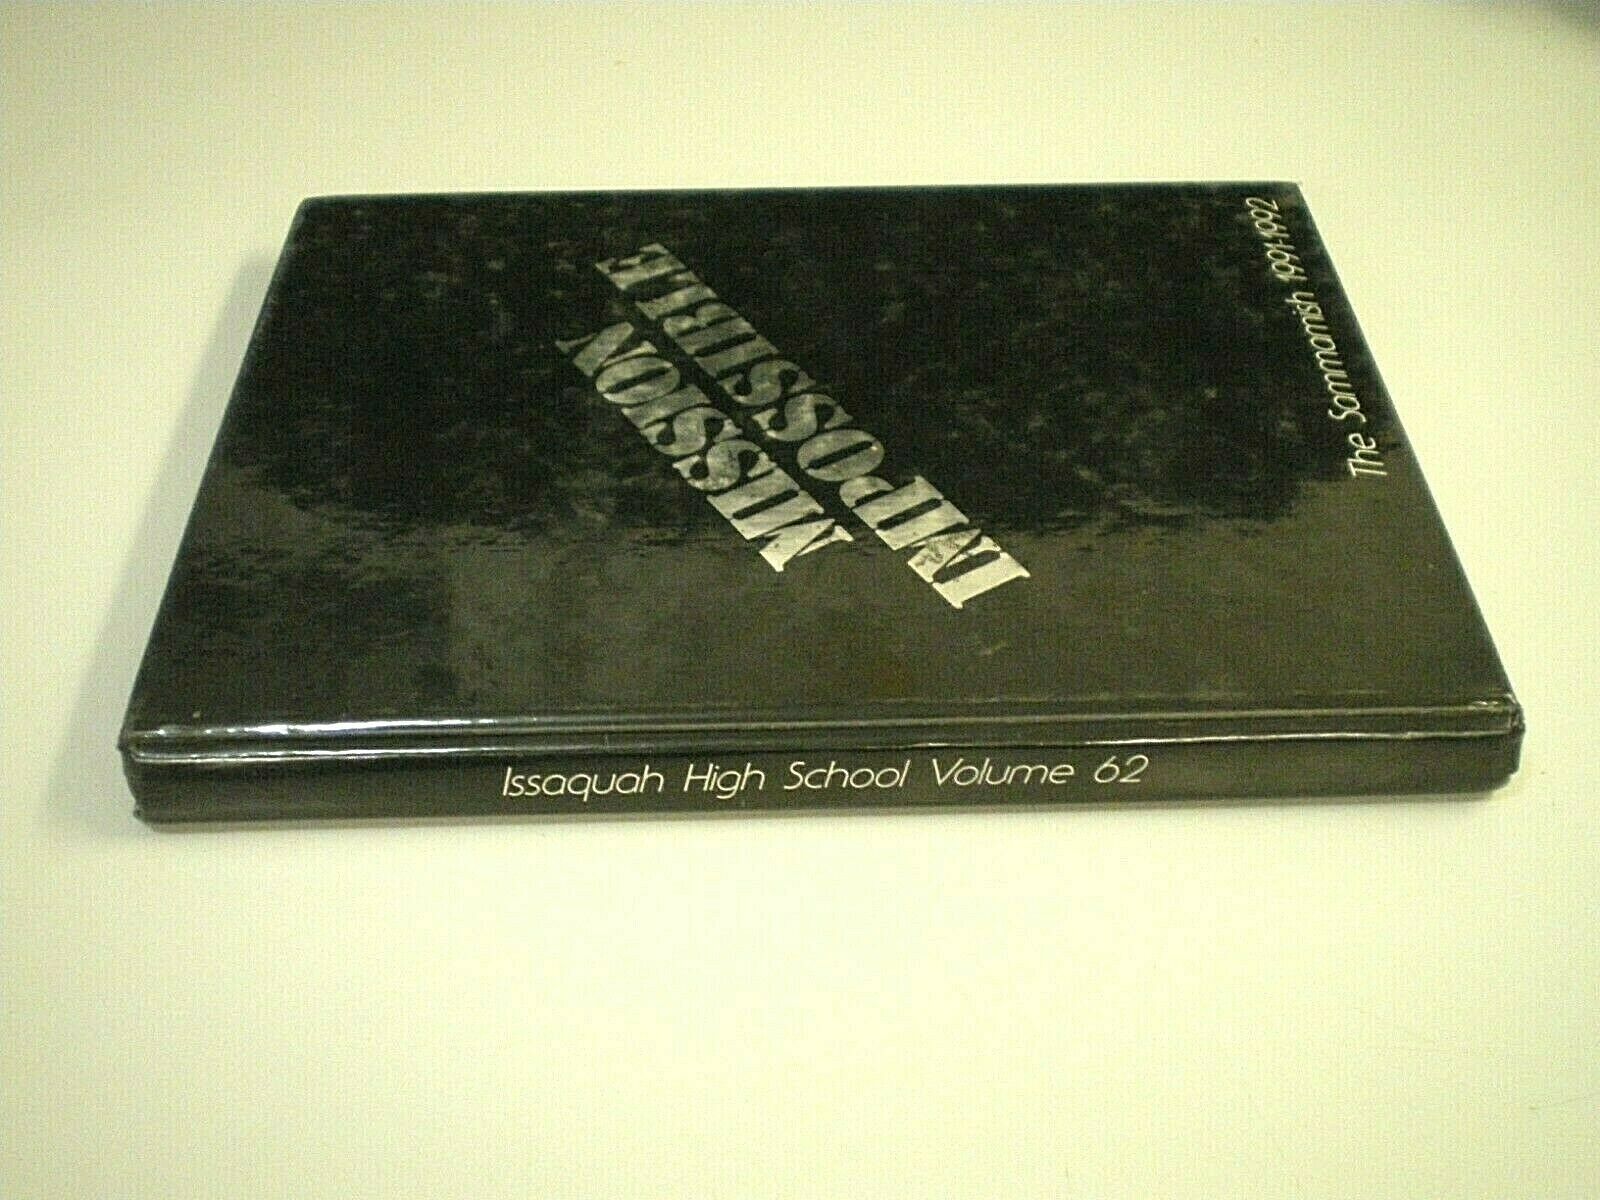 MISSION
IMPOSSIBLE
The Sammamish 1991-1992
Issaquah High School Volume 62